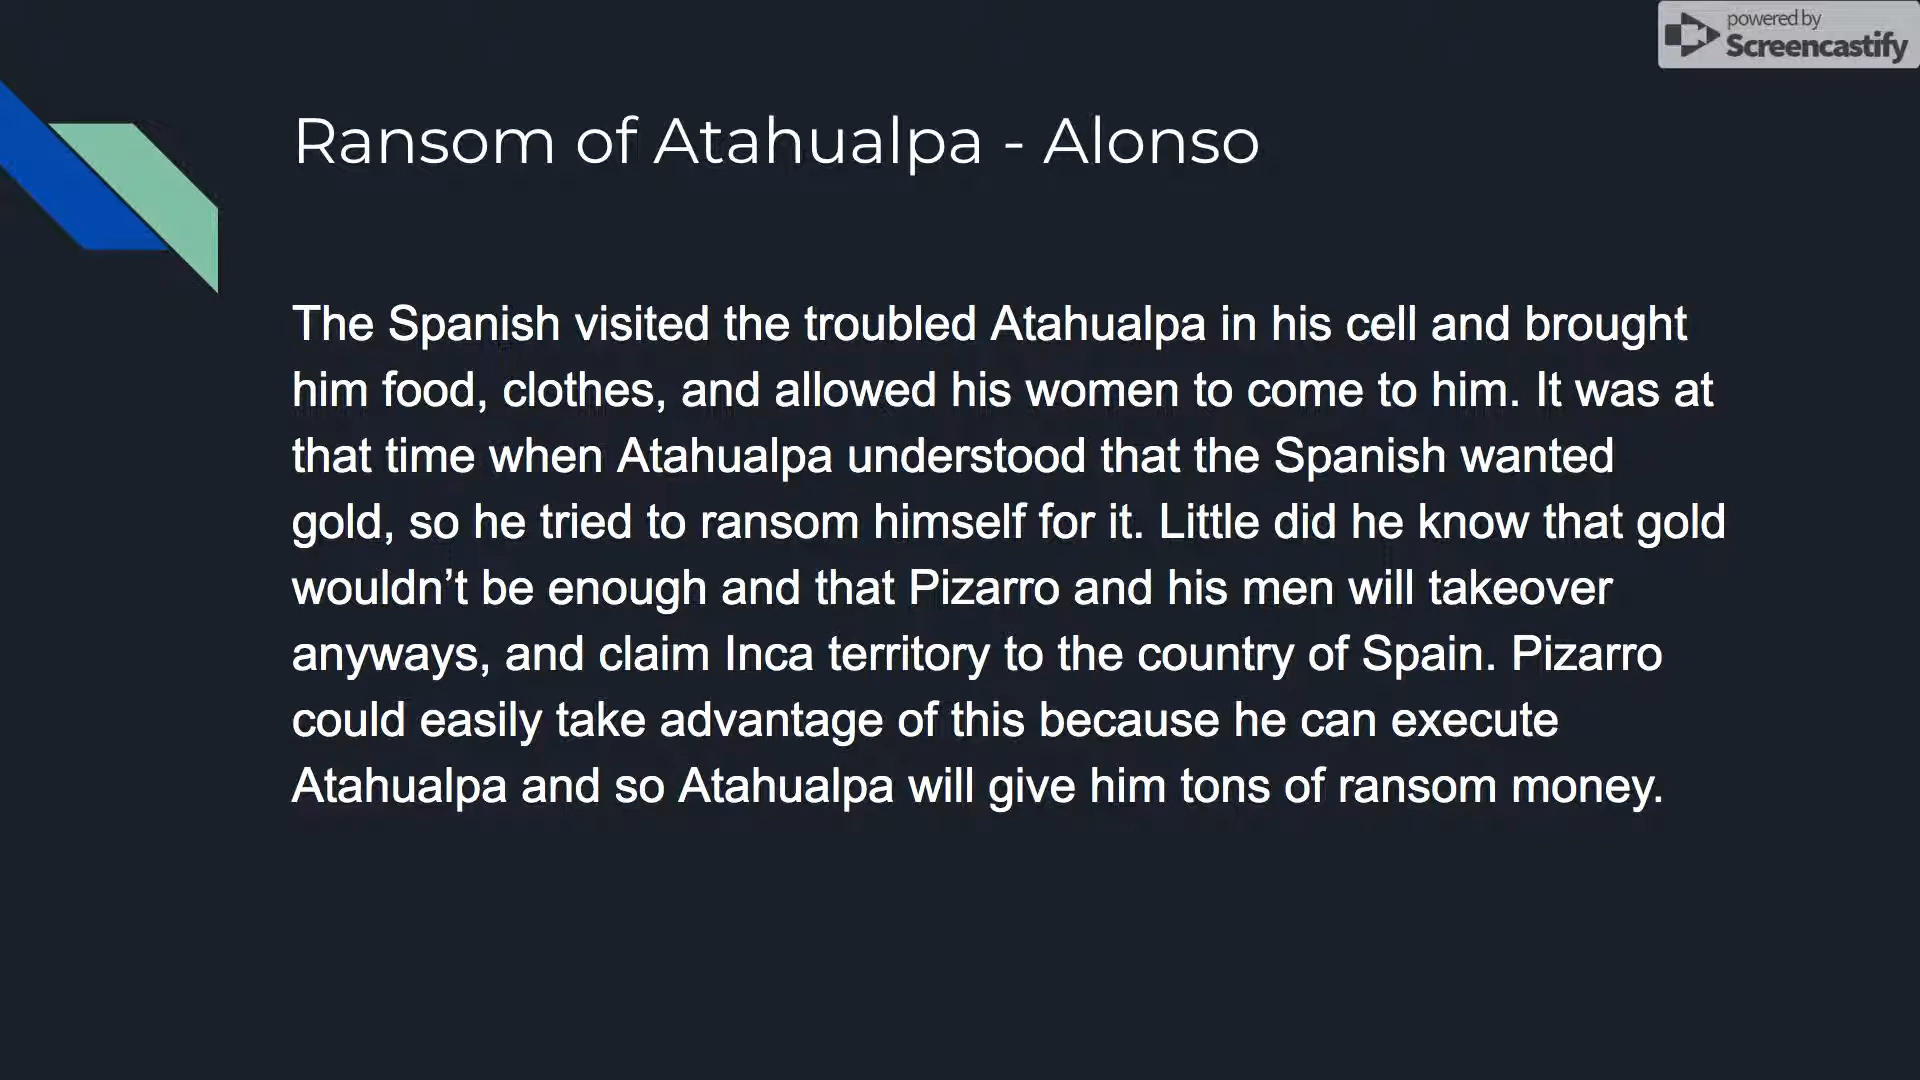 powered by
Screencastify
Ransom of Atahualpa - Alonso
The Spanish visited the troubled Atahualpa in his cell and brought
him food, clothes, and allowed his women to come to him. It was at
that time when Atahualpa understood that the Spanish wanted
gold, so he tried to ransom himself for it. Little did he know that gold
wouldn’t be enough and that Pizarro and his men will takeover
anyways, and claim Inca territory to the country of Spain. Pizarro
could easily take advantage of this because he can execute
Atahualpa and so Atahualpa will give him tons of ransom money.